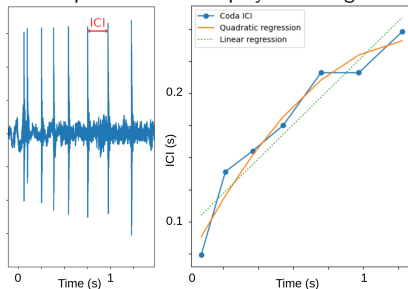 ICI
0
1
Time (s)
Coda ICI
Quadratic regression
Linear regression
0.2
0.1
ICI (s)
0
1
Time (s)